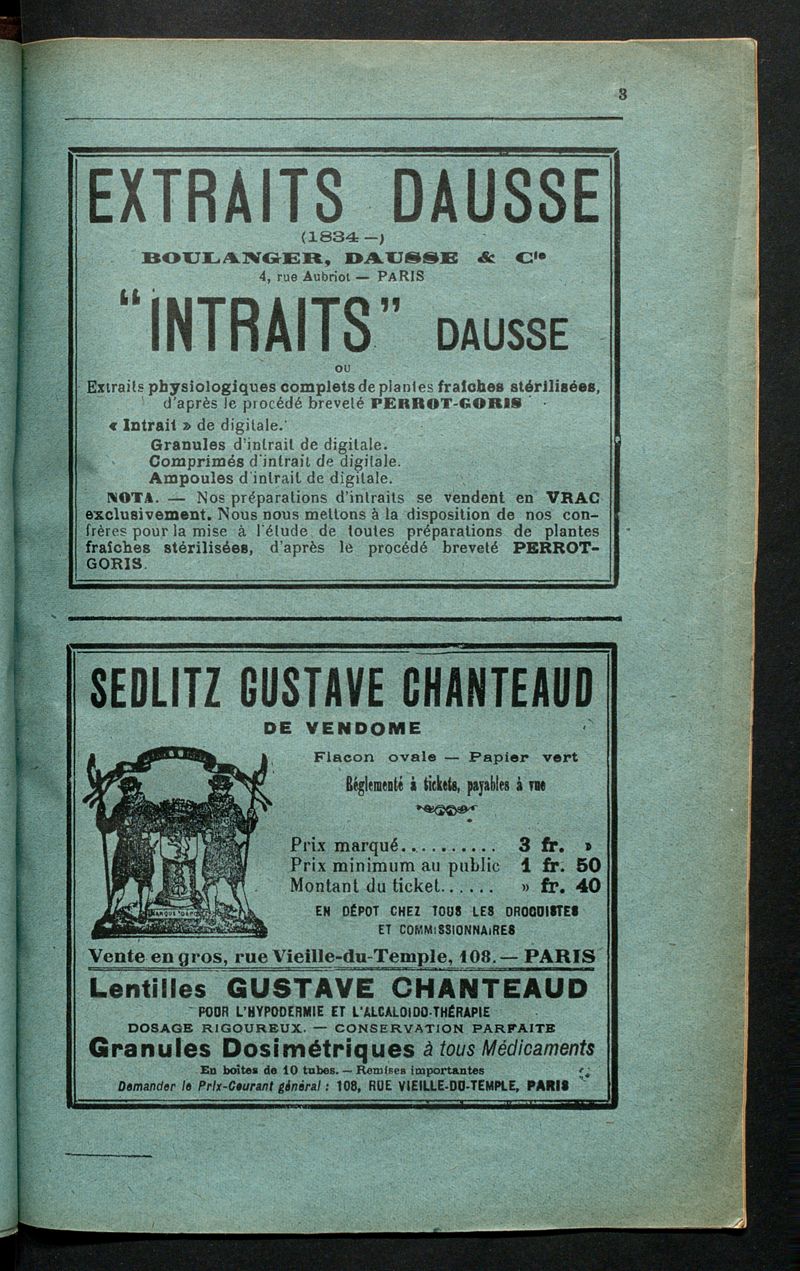 3
EXTRAITS DAUSSE
(1834 —)
BOULANGER, DAUSSE & Cie
4, rue Aubriot — PARIS
“INTRAITS” DAUSSE
OU
Extraits physiologiques complets de plantes fraîches stérilisées,
d'après le procédé breveté PERROT-GORIS
« Intrait » de digitale.
Granules d'intrait de digitale.
Comprimés d'intrait de digitale.
Ampoules d'intrait de digitale.
NOTA. — Nos préparations d'intraits se vendent en VRAC
exclusivement. Nous nous mettons à la disposition de nos con-
frères pour la mise à l'étude de toutes préparations de plantes
fraîches stérilisées, d'après le procédé breveté PERROT-
GORIS.
SEDLITZ GUSTAVE CHANTEAUD
DE VENDOME
Flacon ovale — Papier vert
Réglementé à tickets, payables à vue
Prix marqué.......... 3 fr. »
Prix minimum au public 1 fr. 50
Montant du ticket...... » fr. 40
MARQUE DÉPOSÉE
EN DÉPOT CHEZ TOUS LES DROGUISTES
ET COMMISSIONNAIRES
Vente en gros, rue Vieille-du-Temple, 108. — PARIS
Lentilles GUSTAVE CHANTEAUD
POUR L'HYPODERMIE ET L'ALCALOIDO-THÉRAPIE
DOSAGE RIGOUREUX. — CONSERVATION PARFAITE
Granules Dosimétriques à tous Médicaments
En boîtes de 10 tubes. — Remises importantes
Demander le Prix-Courant général : 108, RUE VIEILLE-DU-TEMPLE, PARIS